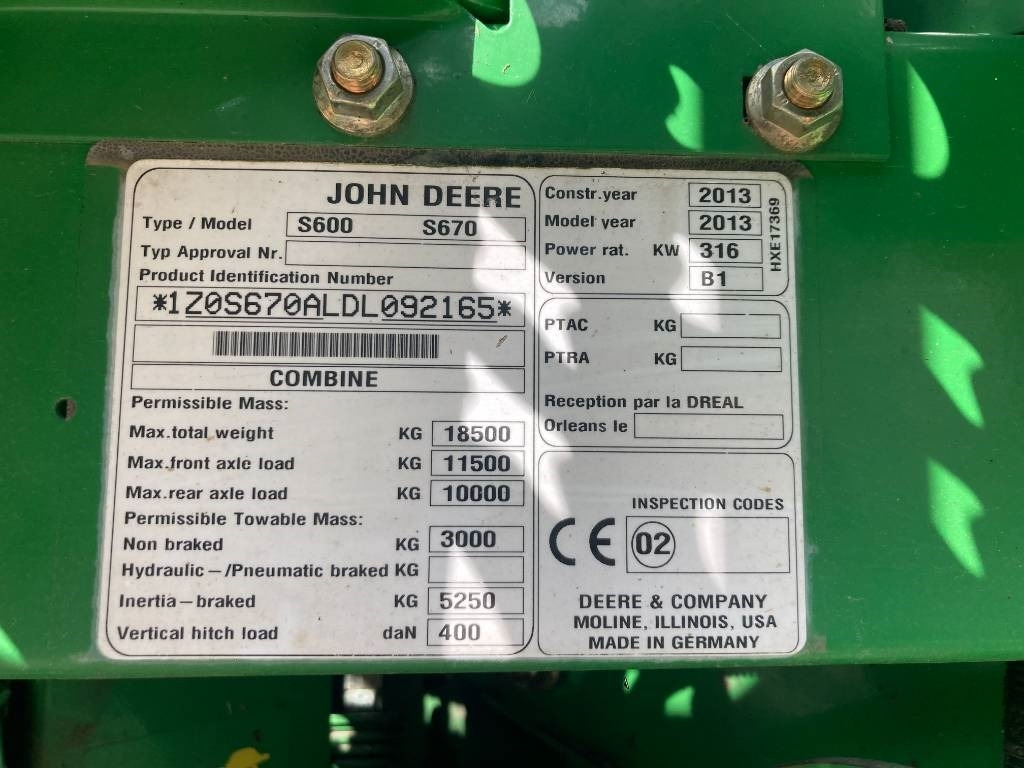 JOHN DEERE
Type / Model S600 S670
Typ Approval Nr.
Product Identification Number
*1Z0S670ALDL092165*
COMBINE
Permissible Mass:
Max.total weight KG 18500
Max.front axle load KG 11500
Max.rear axle load KG 10000
Permissible Towable Mass:
Non braked KG 3000
Hydraulic-/Pneumatic braked KG
Inertia-braked KG 5250
Vertical hitch load daN 400
Constr.year 2013
Model year 2013
Power rat. KW 316
Version B1
HXE17369
PTAC KG
PTRA KG
Reception par la DREAL
Orleans le
INSPECTION CODES
CE 02
DEERE & COMPANY
MOLINE, ILLINOIS, USA
MADE IN GERMANY